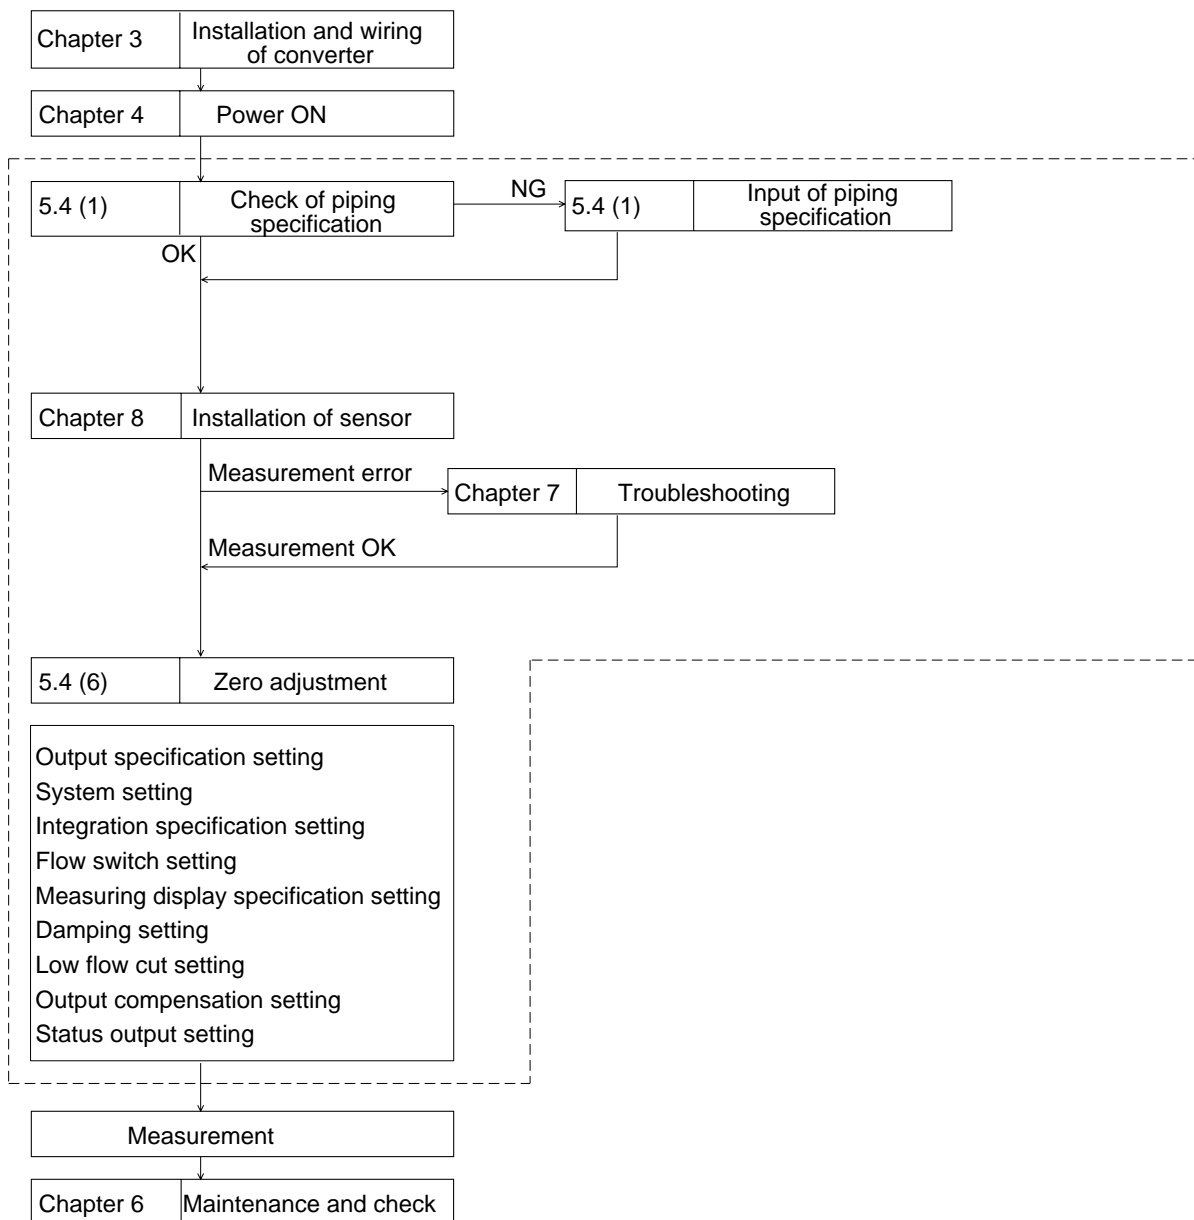 Chapter 3
Installation and wiring
of converter
Chapter 4
Power ON
5.4 (1)
Check of piping
specification
NG
5.4 (1)
Input of piping
specification
OK
Chapter 8
Installation of sensor
Measurement error
Chapter 7
Troubleshooting
Measurement OK
5.4 (6)
Zero adjustment
Output specification setting
System setting
Integration specification setting
Flow switch setting
Measuring display specification setting
Damping setting
Low flow cut setting
Output compensation setting
Status output setting
Measurement
Chapter 6
Maintenance and check